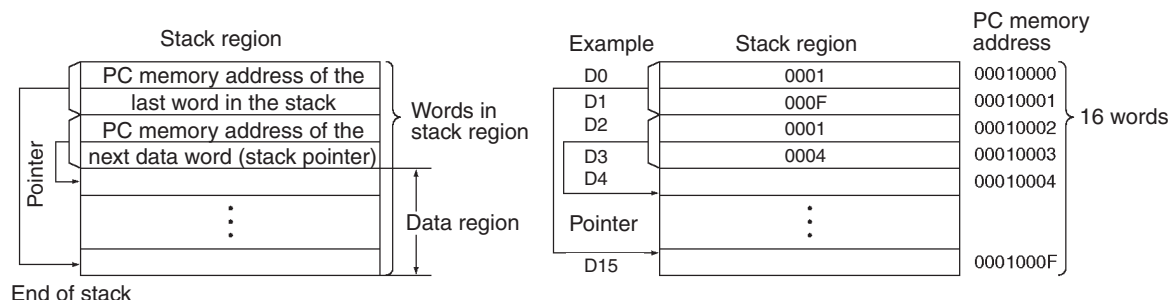 Stack region
PC memory address of the
last word in the stack
PC memory address of the
next data word (stack pointer)
Words in
stack region
Pointer
Data region
End of stack
Example
Stack region
PC memory
address
D0
0001
00010000
D1
000F
00010001
D2
0001
00010002
D3
0004
00010003
D4
00010004
Pointer
D15
0001000F
16 words